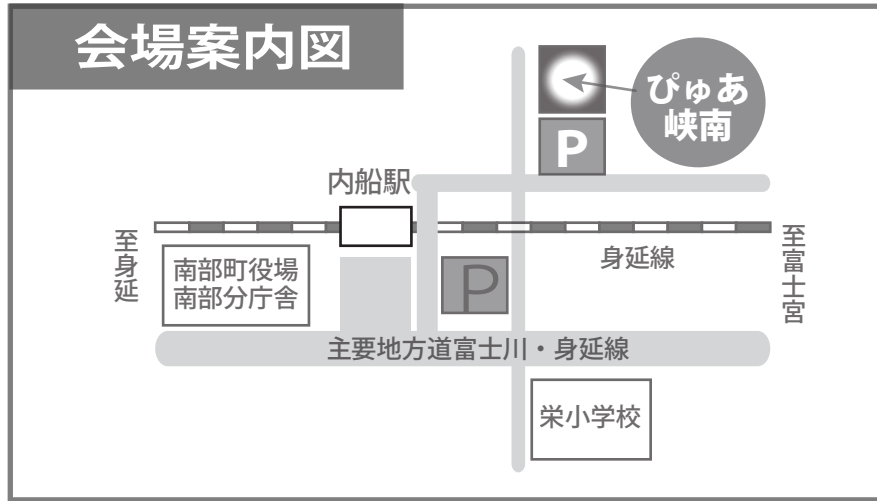 会場案内図
ぴゅあ
峡南
P
内船駅
至身延
南部町役場
南部分庁舎
P
身延線
至富士宮
主要地方道富士川・身延線
栄小学校